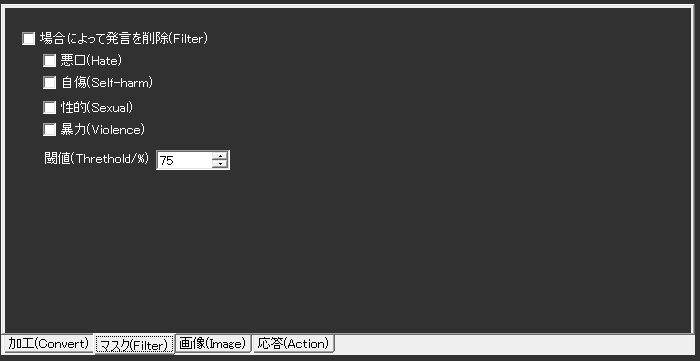 場合によって発言を削除(Filter)
悪口(Hate)
自傷(Self-harm)
性的(Sexual)
暴力(Violence)
閾値(Threthold/%) 75
加工(Convert) マスク(Filter) 画像(Image) 応答(Action)